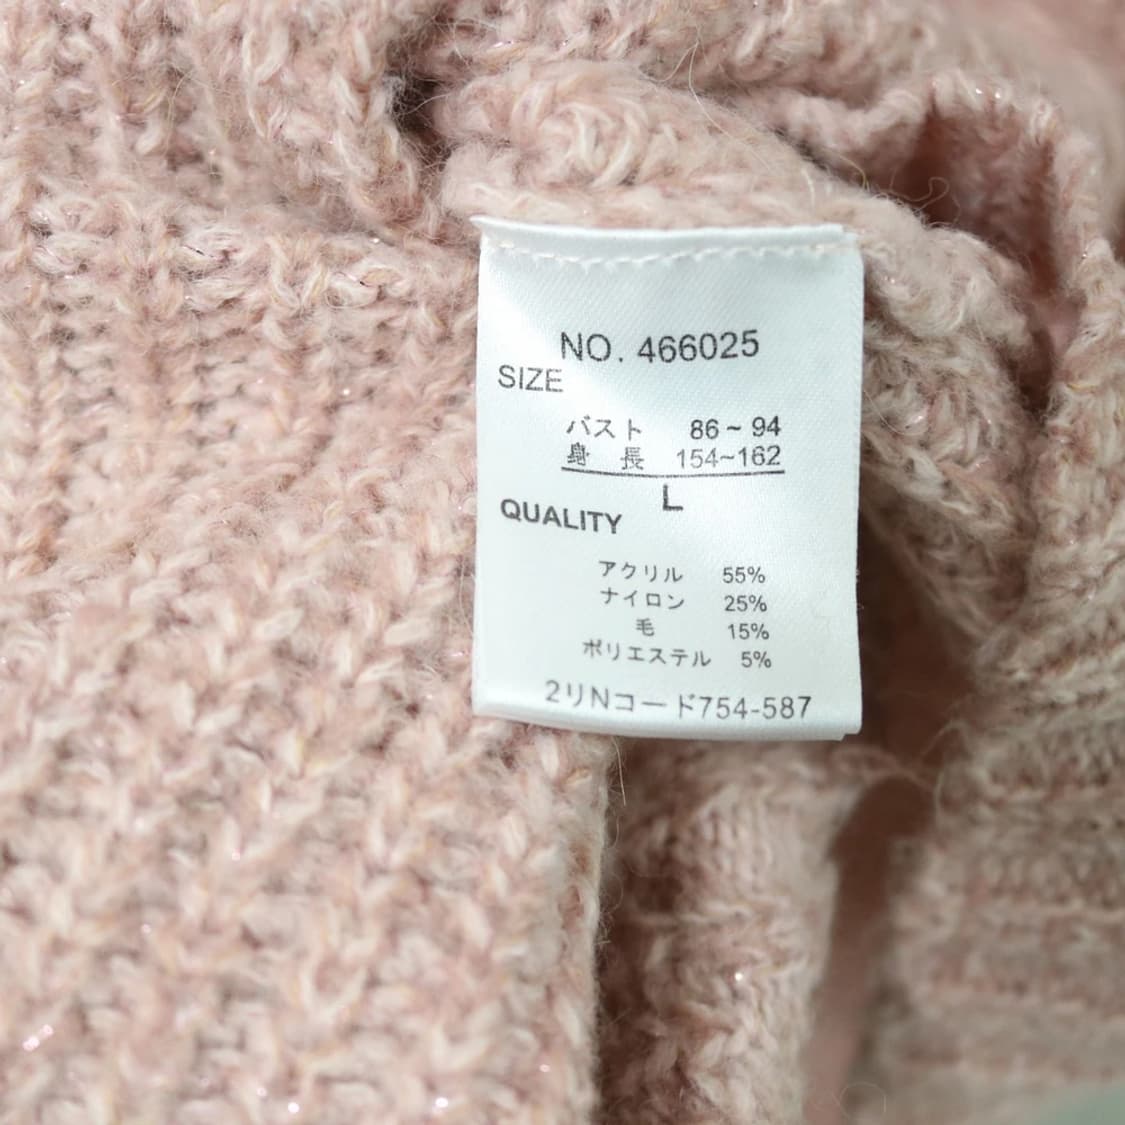 NO. 466025
SIZE
バスト 86~94
身長 154~162
L
QUALITY
アクリル 55%
ナイロン 25%
毛 15%
ポリエステル 5%
2リNコード754-587